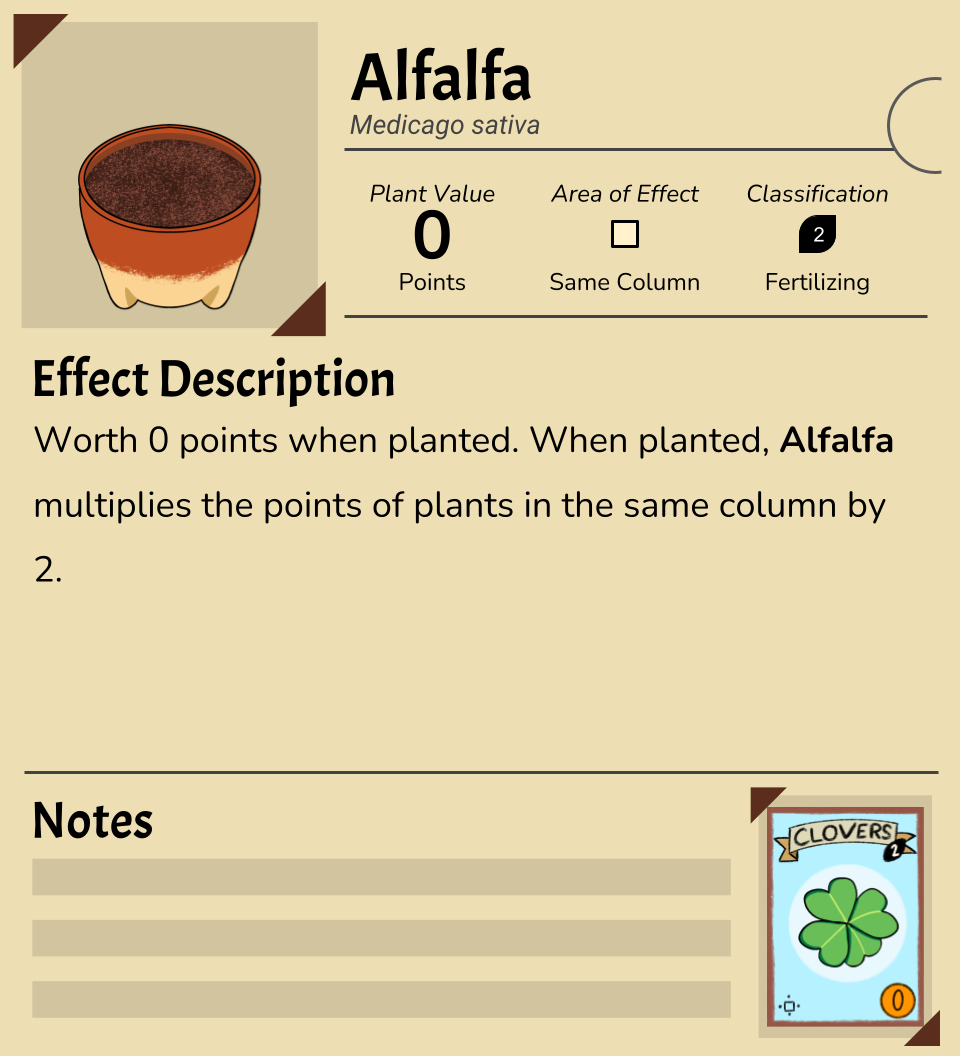 Alfalfa
Medicago sativa
Plant Value Area of Effect Classification
0 2
Points Same Column Fertilizing
Effect Description
Worth 0 points when planted. When planted, Alfalfa
multiplies the points of plants in the same column by
2.
Notes
CLOVERS
2
0